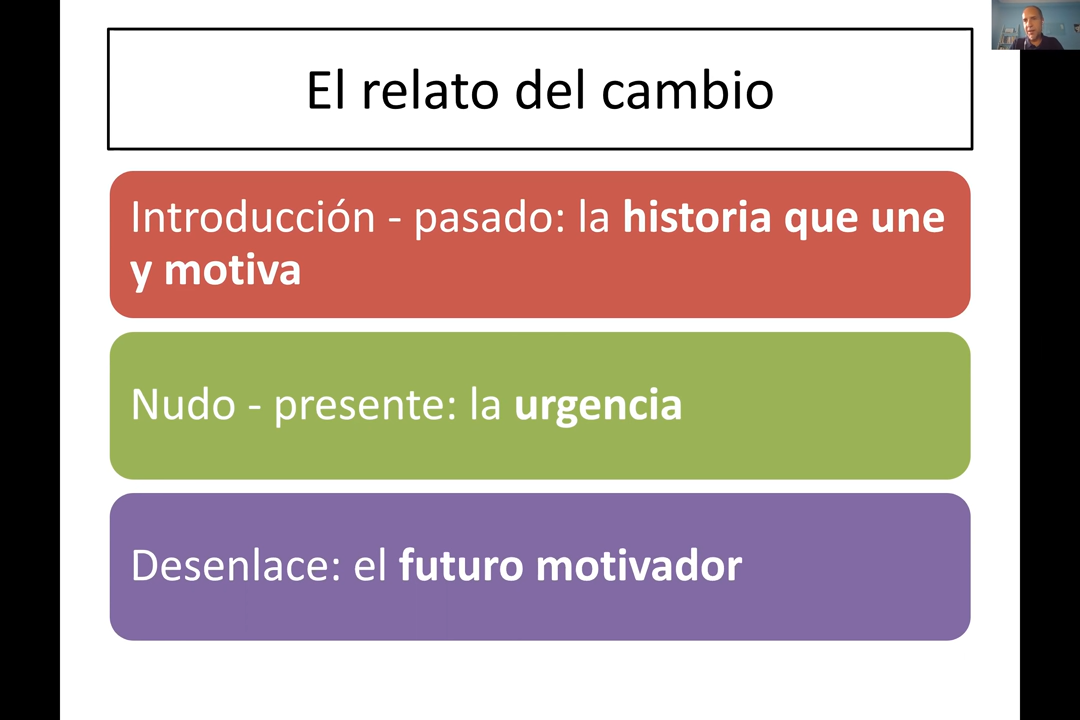 El relato del cambio
Introducción - pasado: la historia que une
y motiva
Nudo - presente: la urgencia
Desenlace: el futuro motivador